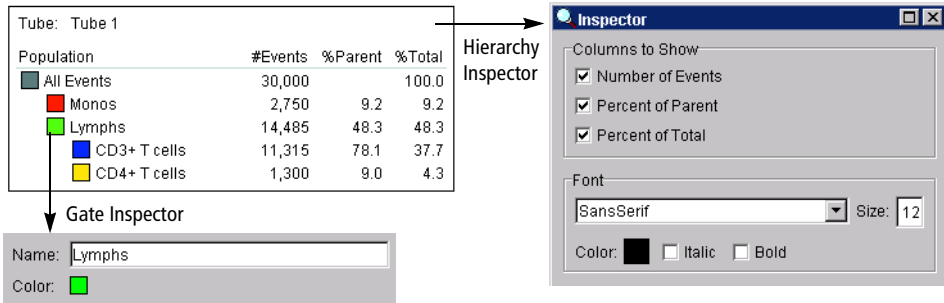 Tube: Tube 1
Population #Events %Parent %Total
All Events 30,000 100.0
Monos 2,750 9.2 9.2
Lymphs 14,485 48.3 48.3
CD3+ T cells 11,315 78.1 37.7
CD4+ T cells 1,300 9.0 4.3
Hierarchy
Inspector
Gate Inspector
Name: Lymphs
Color:
Inspector
Columns to Show
Number of Events
Percent of Parent
Percent of Total
Font
SansSerif Size: 12
Color: Italic Bold